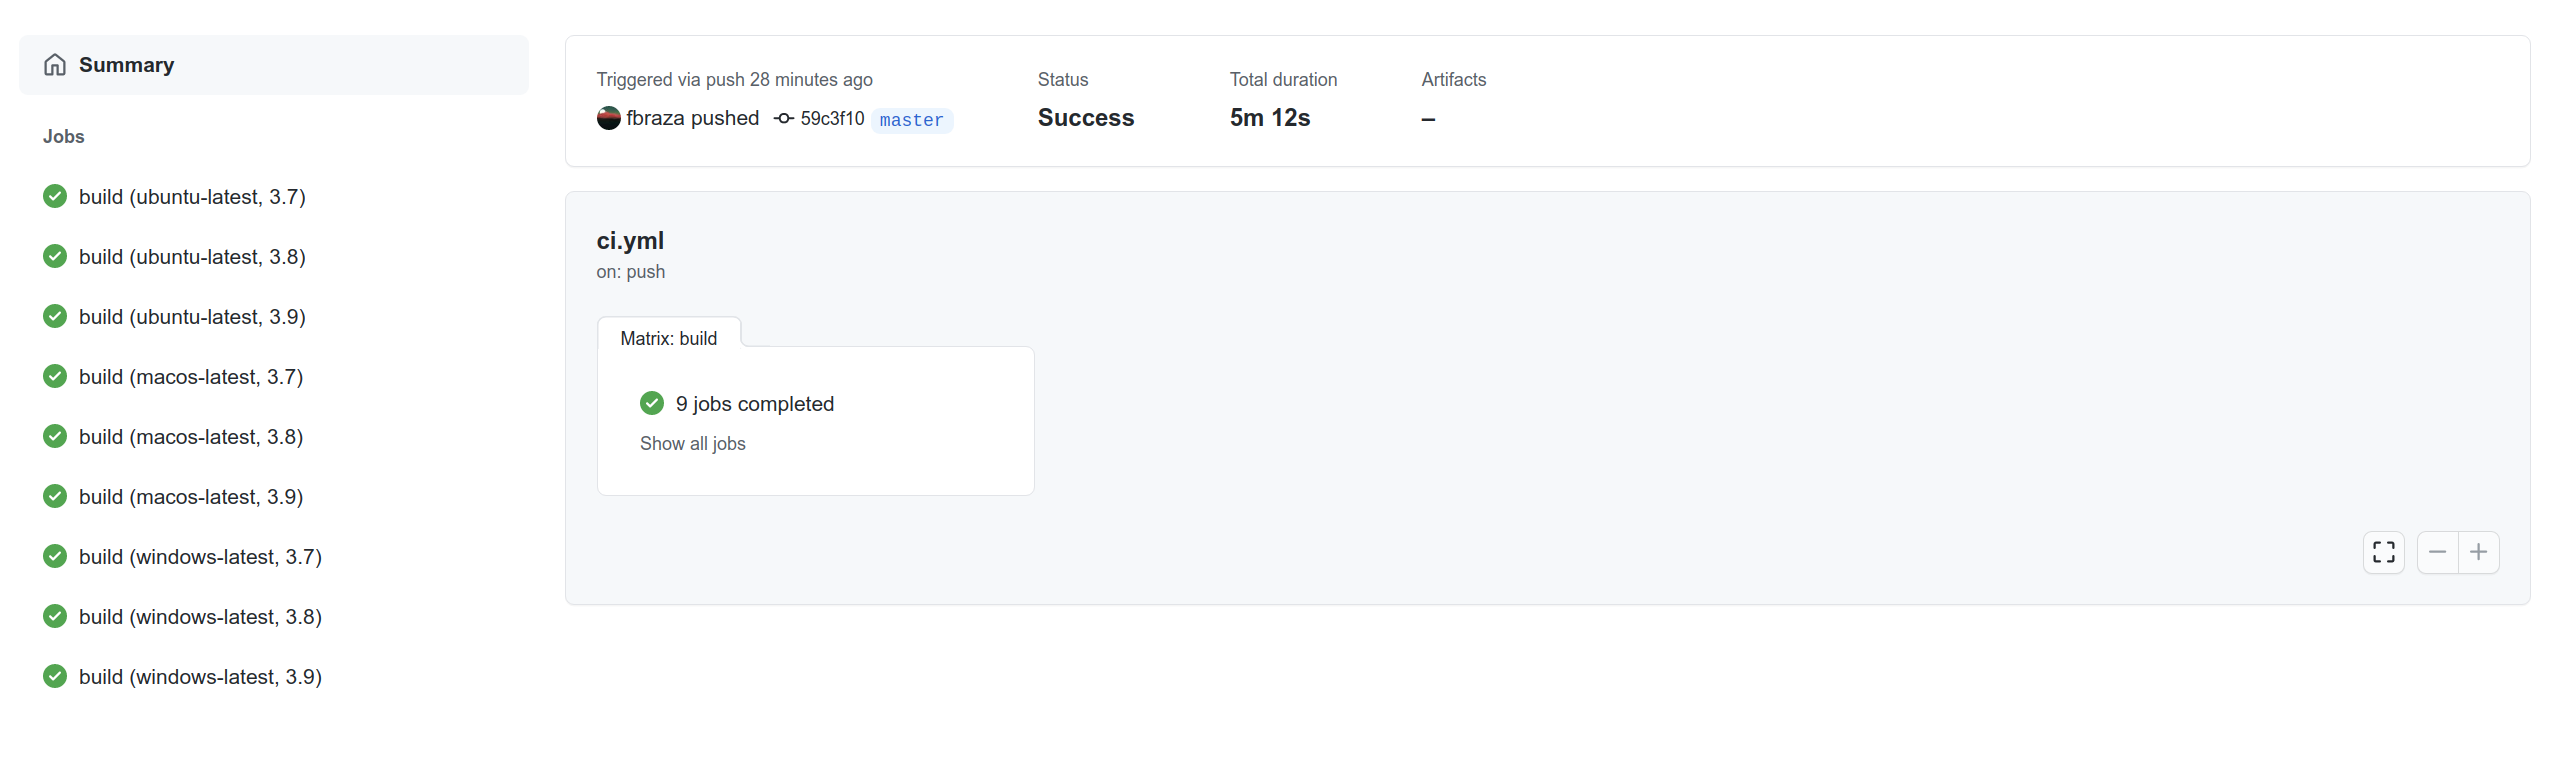 Summary
Jobs
build (ubuntu-latest, 3.7)
build (ubuntu-latest, 3.8)
build (ubuntu-latest, 3.9)
build (macos-latest, 3.7)
build (macos-latest, 3.8)
build (macos-latest, 3.9)
build (windows-latest, 3.7)
build (windows-latest, 3.8)
build (windows-latest, 3.9)
Triggered via push 28 minutes ago
fbraza pushed 59c3f10 master
Status
Success
Total duration
5m 12s
Artifacts
–
ci.yml
on: push
Matrix: build
9 jobs completed
Show all jobs